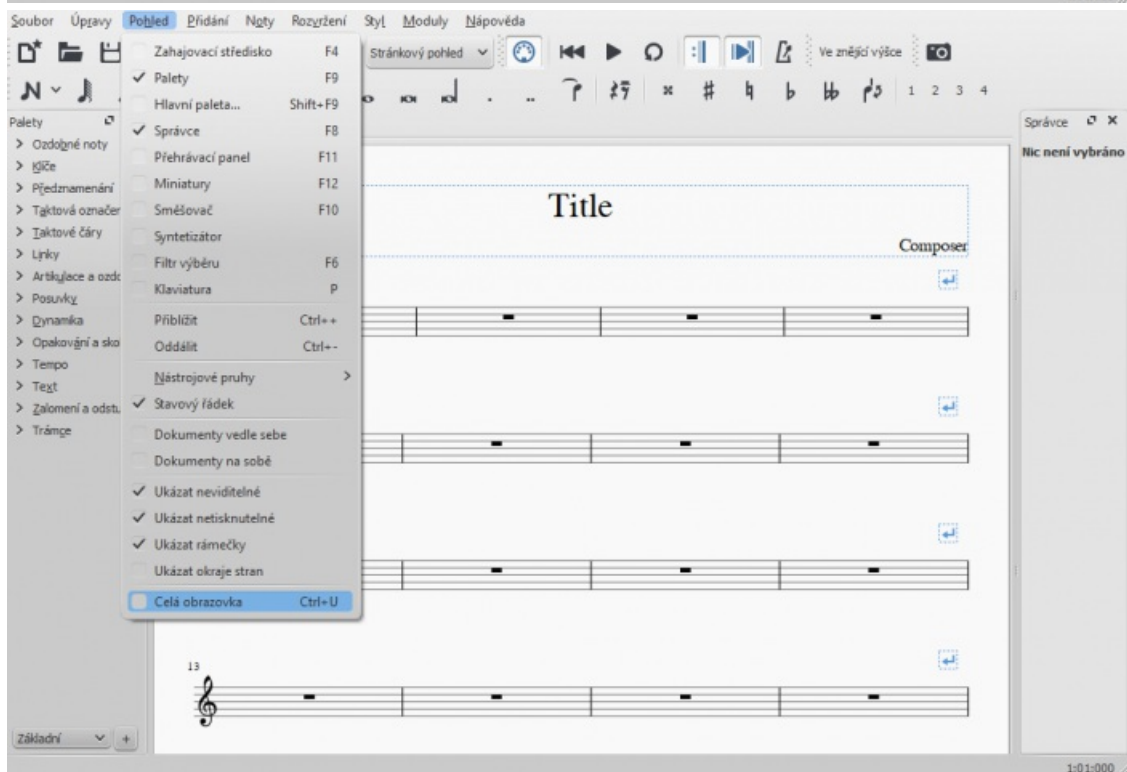 Soubor Úpravy Pohled Přidání Noty Rozvržení Styl Moduly Nápověda
Stránkový pohled Ve znějící výšce
1 2 3 4
Palety
Ozdobné noty
Klíče
Předznamenání
Taktová označen
Taktové čáry
Linky
Artikulace a ozdo
Posuvky
Dynamika
Opakování a sko
Tempo
Text
Zalomení a odstu
Trámce
Základní
Zahajovací středisko F4
Palety F9
Hlavní paleta... Shift+F9
Správce F8
Přehrávací panel F11
Miniatury F12
Směšovač F10
Syntetizátor
Filtr výběru F6
Klaviatura P
Přiblížit Ctrl++
Oddálit Ctrl+-
Nástrojové pruhy
Stavový řádek
Dokumenty vedle sebe
Dokumenty na sobě
Ukázat neviditelné
Ukázat netisknutelné
Ukázat rámečky
Ukázat okraje stran
Celá obrazovka Ctrl+U
Title
Composer
13
Správce
Nic není vybráno
1:01:000